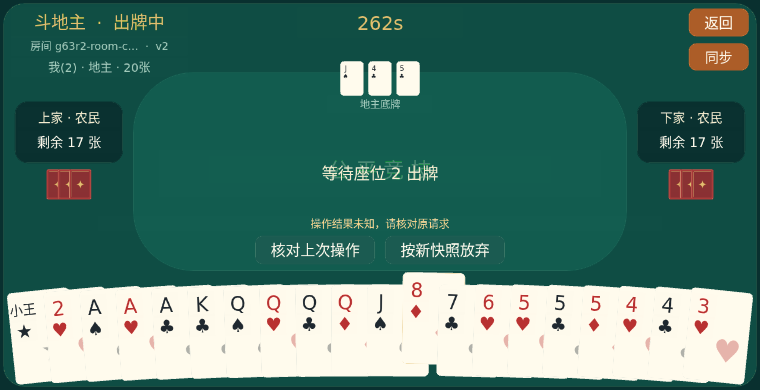 斗地主 · 出牌中
房间 g63r2-room-c... · v2
我(2) · 地主 · 20张
262s
返回
同步
J
4
5
地主底牌
上家 · 农民
剩余 17 张
下家 · 农民
剩余 17 张
等待座位 2 出牌
操作结果未知，请核对原请求
核对上次操作
按新快照放弃
小王 2 A A A K Q Q Q Q J 8 7 6 5 5 5 4 4 3